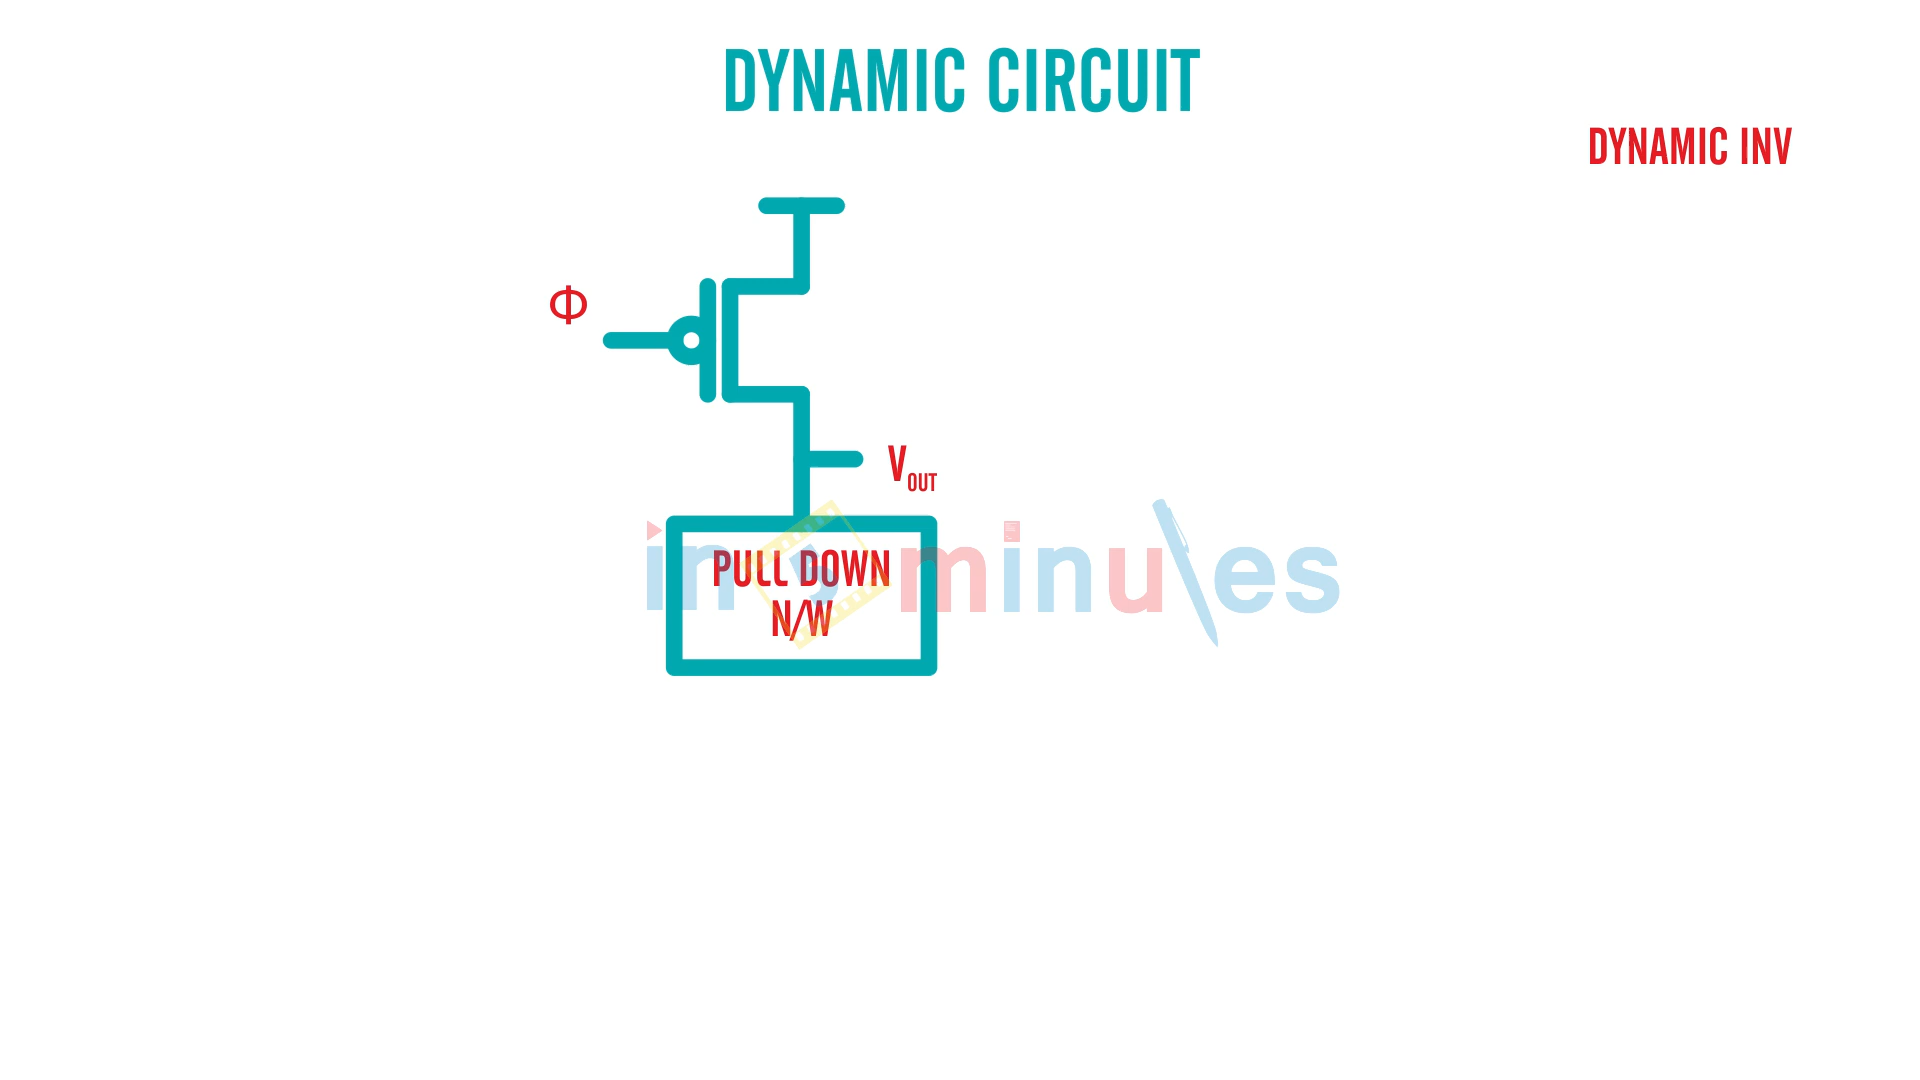 DYNAMIC CIRCUIT
DYNAMIC INV
Φ
VOUT
PULL DOWN
N/W
in 5 minutes